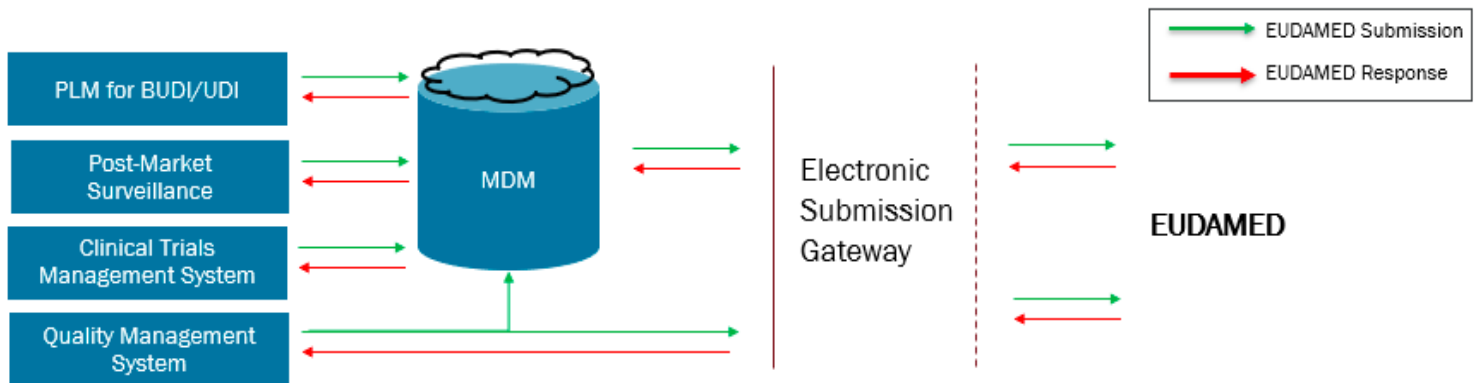 EUDAMED Submission
EUDAMED Response
PLM for BUDI/UDI
Post-Market
Surveillance
Clinical Trials
Management System
Quality Management
System
MDM
Electronic
Submission
Gateway
EUDAMED